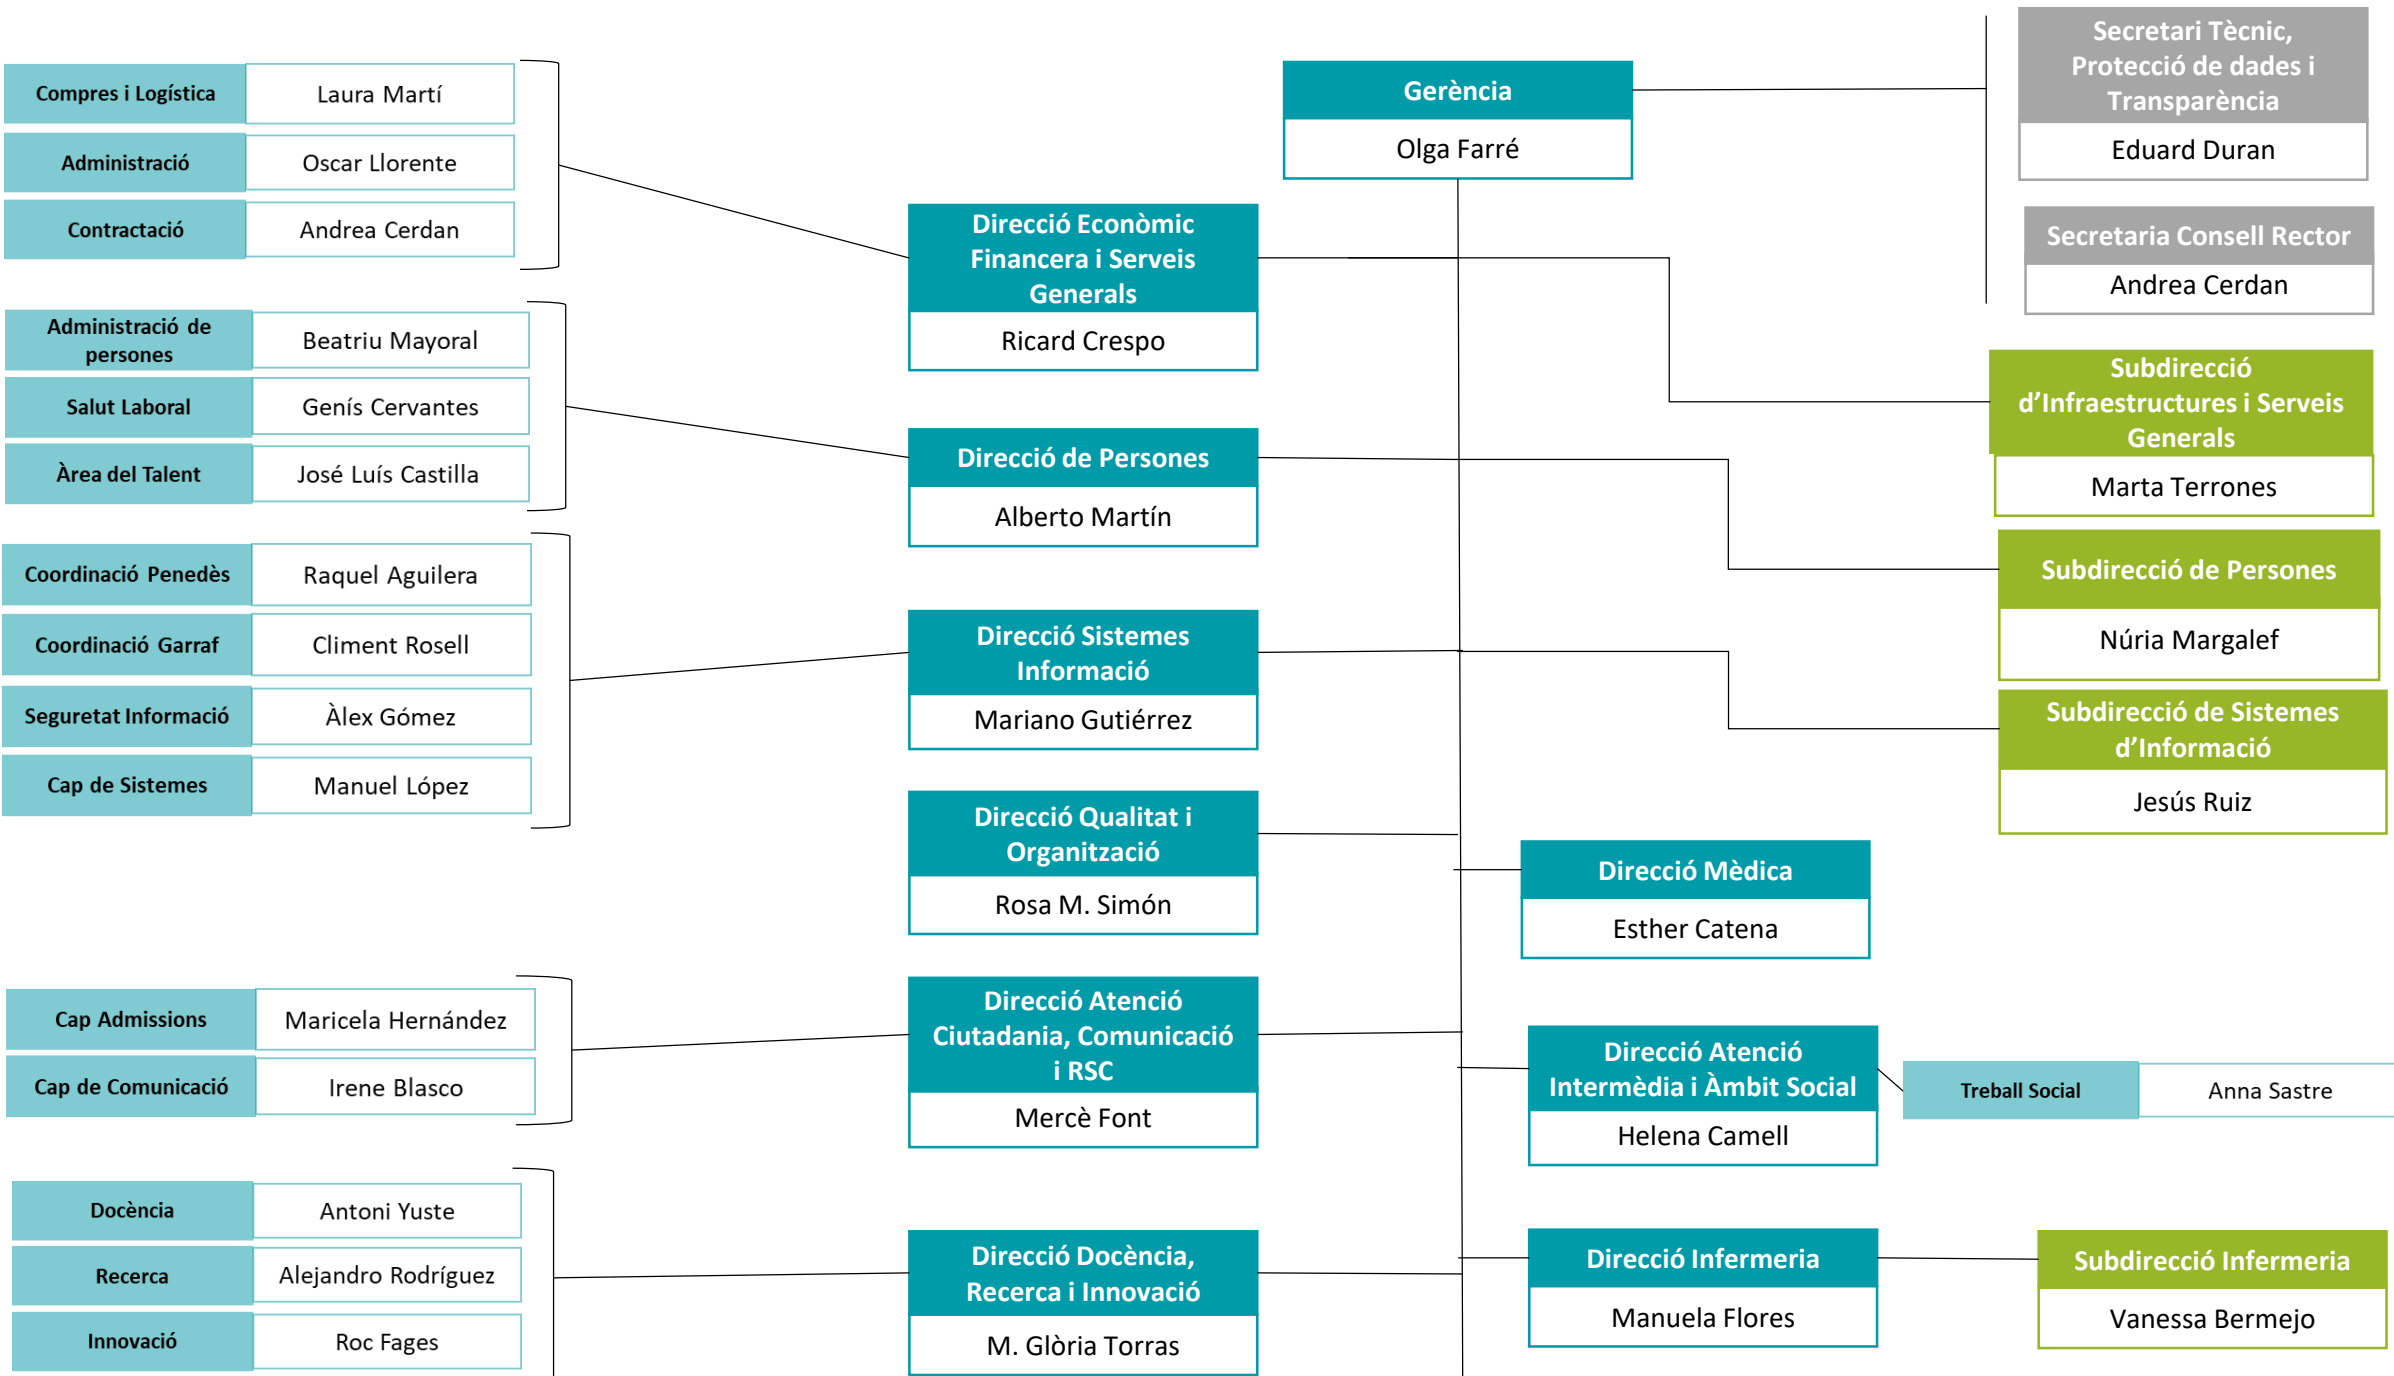 Gerència
Olga Farré
Secretari Tècnic,
Protecció de dades i
Transparència
Eduard Duran
Secretaria Consell Rector
Andrea Cerdan
Compres i Logística
Laura Martí
Administració
Oscar Llorente
Contractació
Andrea Cerdan
Direcció Econòmic
Financera i Serveis
Generals
Ricard Crespo
Subdirecció
d’Infraestructures i Serveis
Generals
Marta Terrones
Administració de
persones
Beatriu Mayoral
Salut Laboral
Genís Cervantes
Àrea del Talent
José Luís Castilla
Direcció de Persones
Alberto Martín
Subdirecció de Persones
Núria Margalef
Coordinació Penedès
Raquel Aguilera
Coordinació Garraf
Climent Rosell
Seguretat Informació
Àlex Gómez
Cap de Sistemes
Manuel López
Direcció Sistemes
Informació
Mariano Gutiérrez
Subdirecció de Sistemes
d’Informació
Jesús Ruiz
Direcció Qualitat i
Organització
Rosa M. Simón
Direcció Mèdica
Esther Catena
Cap Admissions
Maricela Hernández
Cap de Comunicació
Irene Blasco
Direcció Atenció
Ciutadania, Comunicació
i RSC
Mercè Font
Direcció Atenció
Intermèdia i Àmbit Social
Helena Camell
Treball Social
Anna Sastre
Docència
Antoni Yuste
Recerca
Alejandro Rodríguez
Innovació
Roc Fages
Direcció Docència,
Recerca i Innovació
M. Glòria Torras
Direcció Infermeria
Manuela Flores
Subdirecció Infermeria
Vanessa Bermejo